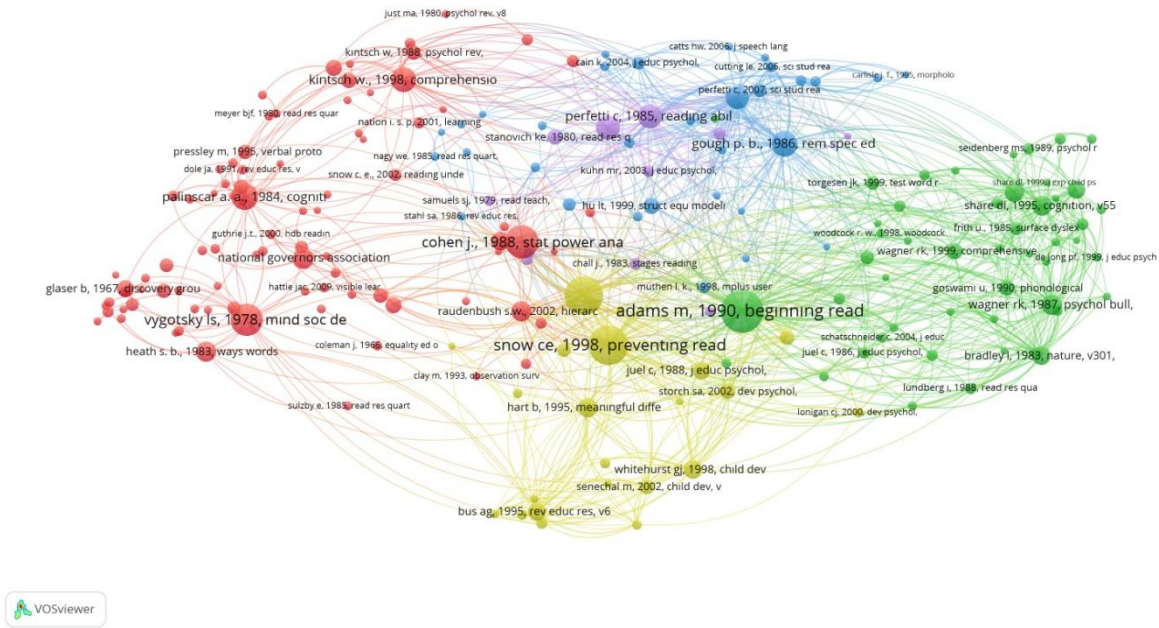 just ma, 1980, psychol rev, v8
kintsch w, 1988, psychol rev,
kintsch w., 1998, comprehensio
meyer bjf, 1980, read res quar
nation i. s. p, 2001, learning
pressley m, 1995, verbal proto
dole ja, 1991, rev educ res, v
palinscar a. a., 1984, cogniti
nagy we, 1985, read res quart,
snow c. e., 2002, reading unde
guthrie j.t., 2000, hdb readin
national governors association
hattie jac, 2009, visible lear
glaser b, 1967, discovery grou
vygotsky ls, 1978, mind soc de
heath s. b., 1983, ways words
coleman j., 1966, equality ed o
clay m, 1993, observation surv
sulzby e, 1985, read res quart
cohen j., 1988, stat power ana
raudenbush s.w., 2002, hierarc
catts hw, 2006, j speech lang
cain k, 2004, j educ psychol,
cutting le, 2006, sci stud rea
carlisle j. f., 1995, morpholo
perfetti c, 2007, sci stud rea
perfetti c, 1985, reading abil
stanovich ke, 1980, read res q
gough p. b., 1986, rem spec ed
kuhn mr, 2003, j educ psychol,
samuels sj, 1979, read teach,
stahl sa, 1986, rev educ res,
hu lt, 1999, struct equ modeli
chall j., 1983, stages reading
muthen l k, 1998, mplus user
adams m, 1990, beginning read
snow ce, 1998, preventing read
juel c, 1988, j educ psychol,
storch sa, 2002, dev psychol,
hart b, 1995, meaningful diffe
whitehurst gj, 1998, child dev
senechal m, 2002, child dev, v
bus ag, 1995, rev educ res, v6
seidenberg ms, 1989, psychol r
torgesen jk, 1999, test word r
share dl, 1999, j exp child ps
share dl, 1995, cognition, v55
woodcock r. w., 1998, woodcock
frith u., 1985, surface dyslex
wagner rk, 1999, comprehensive
de jong pf, 1999, j educ psych
goswami u, 1990, phonological
wagner rk, 1987, psychol bull,
schatschneider c, 2004, j educ
juel c, 1986, j educ psychol,
bradley l, 1983, nature, v301,
lundberg i, 1988, read res qua
lonigan cj, 2000, dev psychol,
VOSviewer